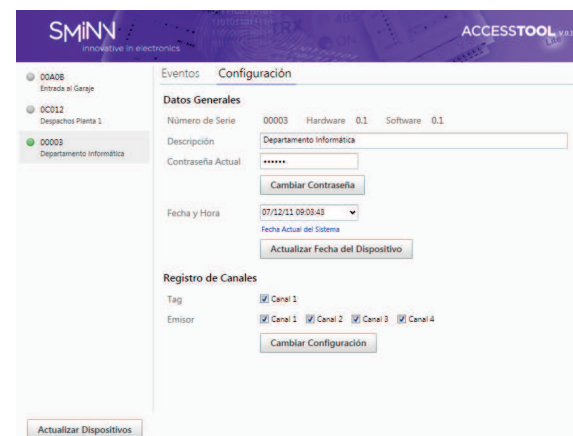 SMiNN
innovative in electronics
ACCESSTOOL
Lite
00A0B
Entrada al Garaje
0C012
Despachos Planta 1
00003
Departamento Informática
Eventos Configuración
Datos Generales
Número de Serie 00003 Hardware 0.1 Software 0.1
Descripción Departamento Informática
Contraseña Actual ••••••
Cambiar Contraseña
Fecha y Hora 07/12/11 09:03:43
Fecha Actual del Sistema
Actualizar Fecha del Dispositivo
Registro de Canales
Tag Canal 1
Emisor Canal 1 Canal 2 Canal 3 Canal 4
Cambiar Configuración
Actualizar Dispositivos